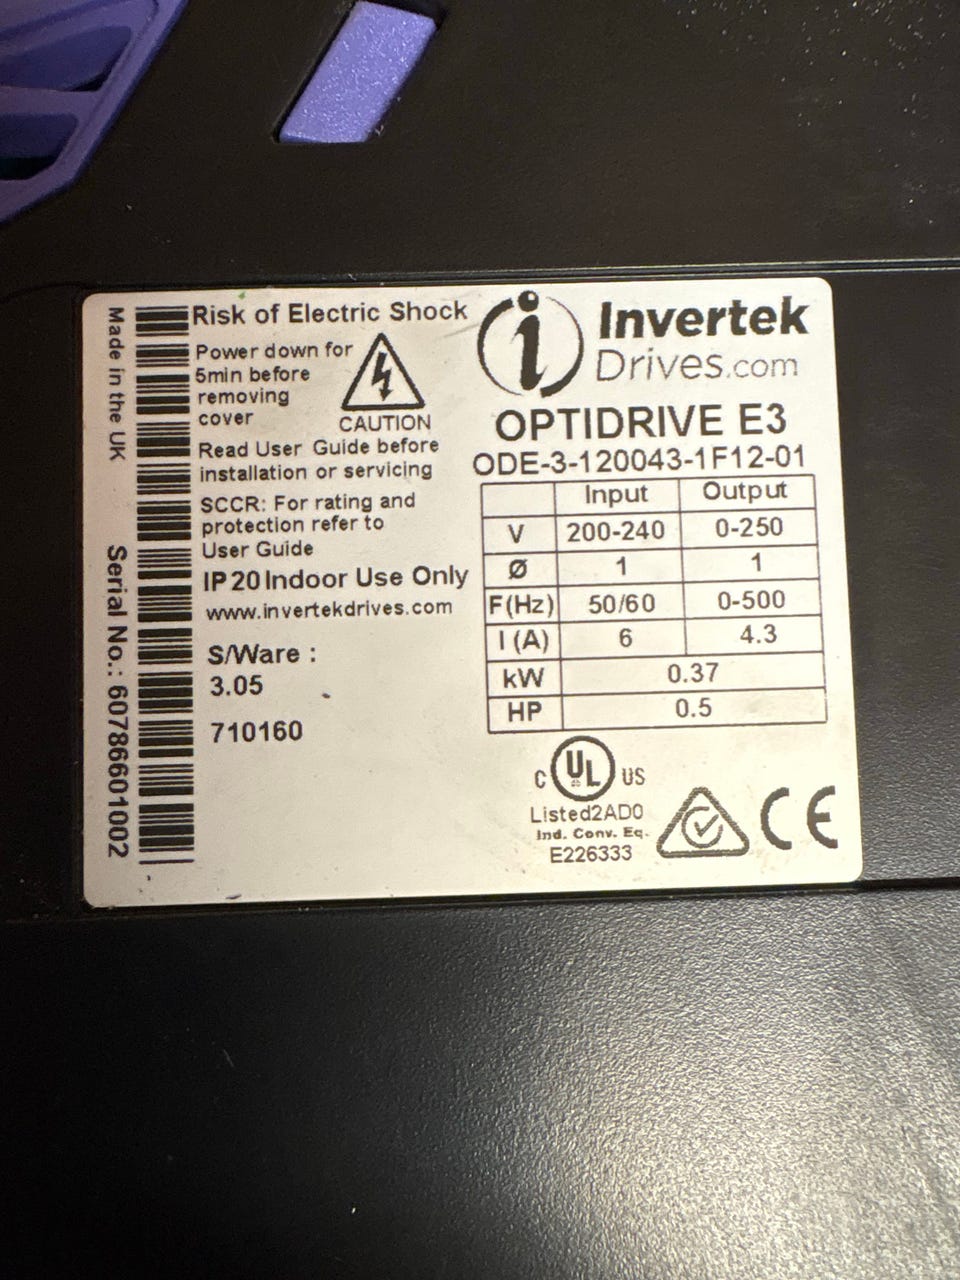 Made in the UK
Serial No.: 60786601002
Risk of Electric Shock
Power down for
5min before
removing
cover
CAUTION
Read User Guide before
installation or servicing
SCCR: For rating and
protection refer to
User Guide
IP20 Indoor Use Only
www.invertekdrives.com
S/Ware :
3.05
710160
Invertek
Drives.com
OPTIDRIVE E3
ODE-3-120043-1F12-01
Input Output
V 200-240 0-250
Ø 1 1
F(Hz) 50/60 0-500
I (A) 6 4.3
kW 0.37
HP 0.5
C UL US
Listed2AD0
Ind. Conv. Eq.
E226333
CE